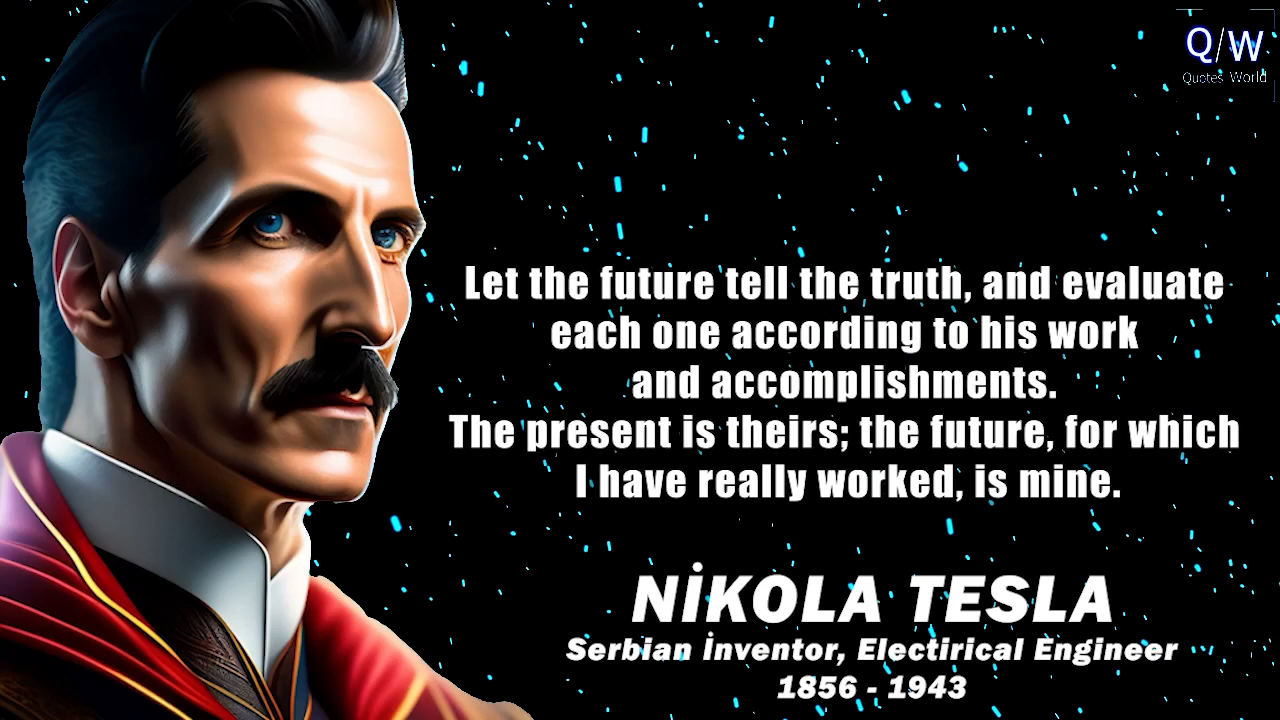 Q/W
Quotes World
Let the future tell the truth, and evaluate
each one according to his work
and accomplishments.
The present is theirs; the future, for which
I have really worked, is mine.
NİKOLA TESLA
Serbian İnventor, Electirical Engineer
1856 - 1943